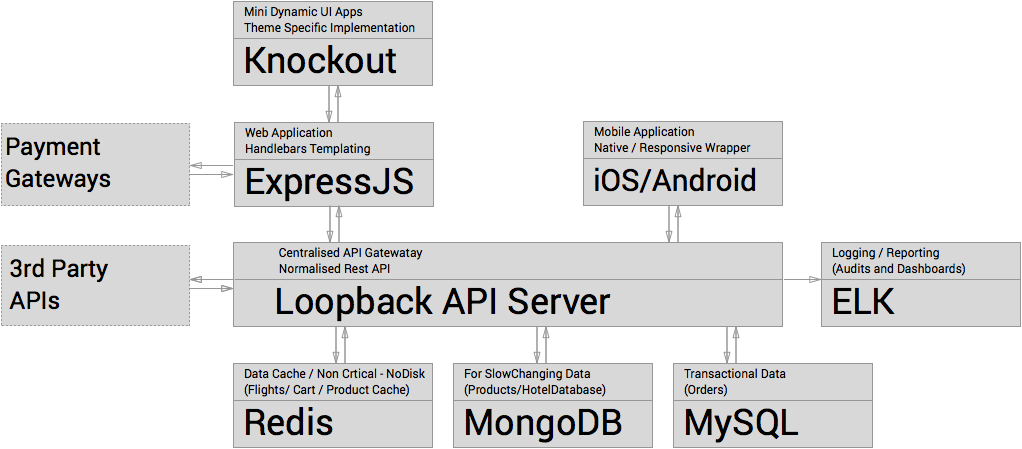 Mini Dynamic UI Apps
Theme Specific Implementation
Knockout
Payment
Gateways
Web Application
Handlebars Templating
ExpressJS
Mobile Application
Native / Responsive Wrapper
iOS/Android
3rd Party
APIs
Centralised API Gatewatay
Normalised Rest API
Loopback API Server
Logging / Reporting
(Audits and Dashboards)
ELK
Data Cache / Non Crtical - NoDisk
(Flights/ Cart / Product Cache)
Redis
For SlowChanging Data
(Products/HotelDatabase)
MongoDB
Transactional Data
(Orders)
MySQL